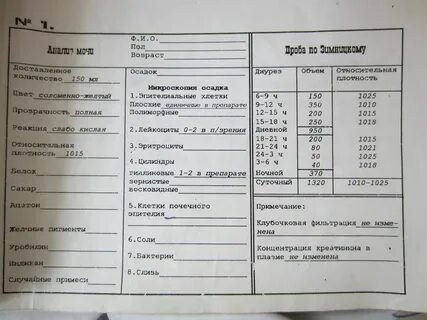 № 1.
Анализ мочи
Доставленное
количество 150 мл
Цвет соломенно-желтый
Прозрачность полная
Реакция слабо кислая
Относительная
плотность 1015
Белок
Сахар
Ацетон
Желчные пигменты
Уробилин
Индикан
Случайные примеси
Ф.И.О.
Пол
Возраст
Осадок
Микроскопия осадка
1.Эпителиальные клетки
Плоские единичные в препарате
Полиморфные
2.Лейкоциты 0-2 в п/зрения
3.Эритроциты
4.Цилиндры
гиалиновые 1-2 в препарате
зернистые
восковидные
5.Клетки почечного
эпителия
6.Соли
7.Бактерии
8.Слизь
Проба по Зимницкому
Диурез Объем Относительная плотность
6-9 ч 150 1025
9-12 ч 350 1010
12-15 ч 200 1015
15-18 ч 250 1018
Дневной 950
18-21 ч 200 1015
21-24 ч 80 1021
24-3 ч 50 1025
3-6 ч 40 1018
Ночной 370
Суточный 1320 1010-1025
Примечание:
Клубочковая фильтрация не изме-
нена
Концентрация креатинина в
плазме не изменена